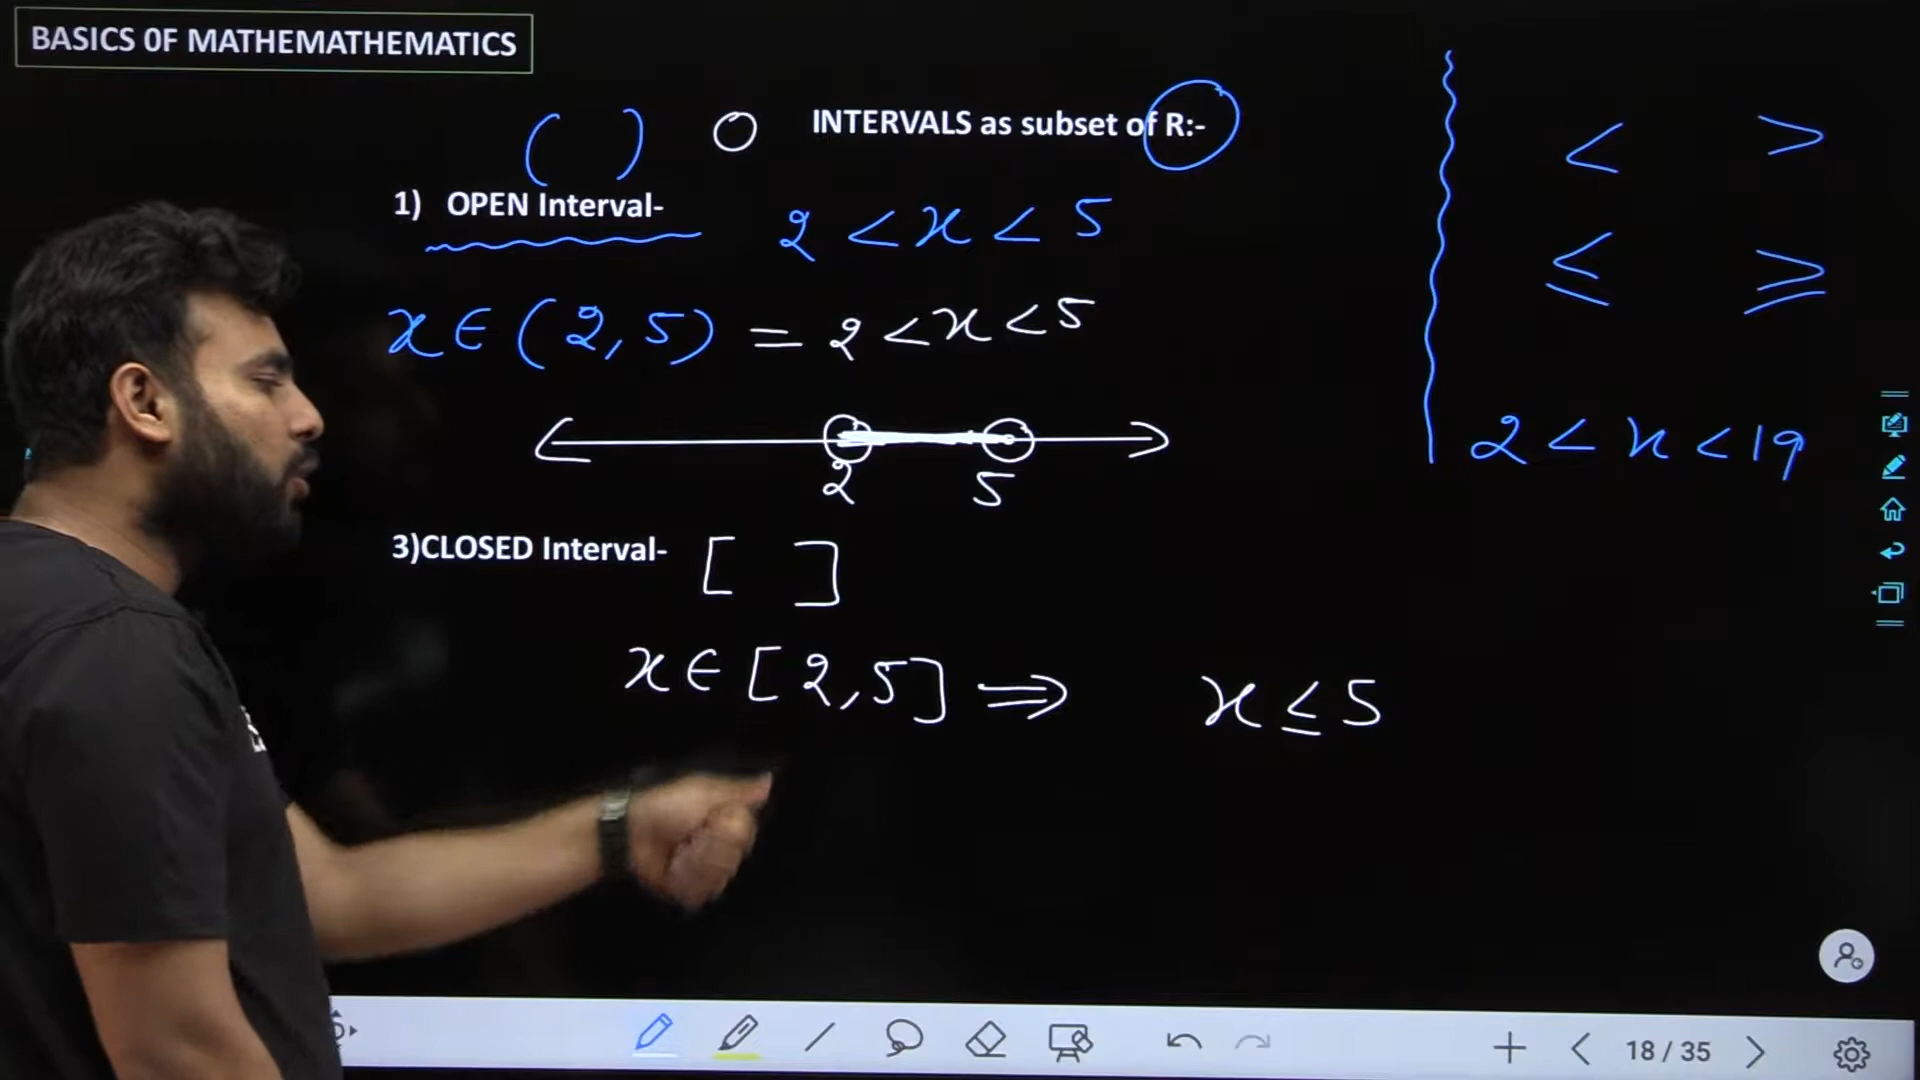 BASICS 0F MATHEMATHEMATICS
( ) O INTERVALS as subset of R:-
1) OPEN Interval- 2 < x < 5
x ∈ (2, 5) = 2 < x < 5
2 5
3)CLOSED Interval- [ ]
x ∈ [2, 5] ⇒ x ≤ 5
< >
≤ ≥
2 < x < 19
18 / 35